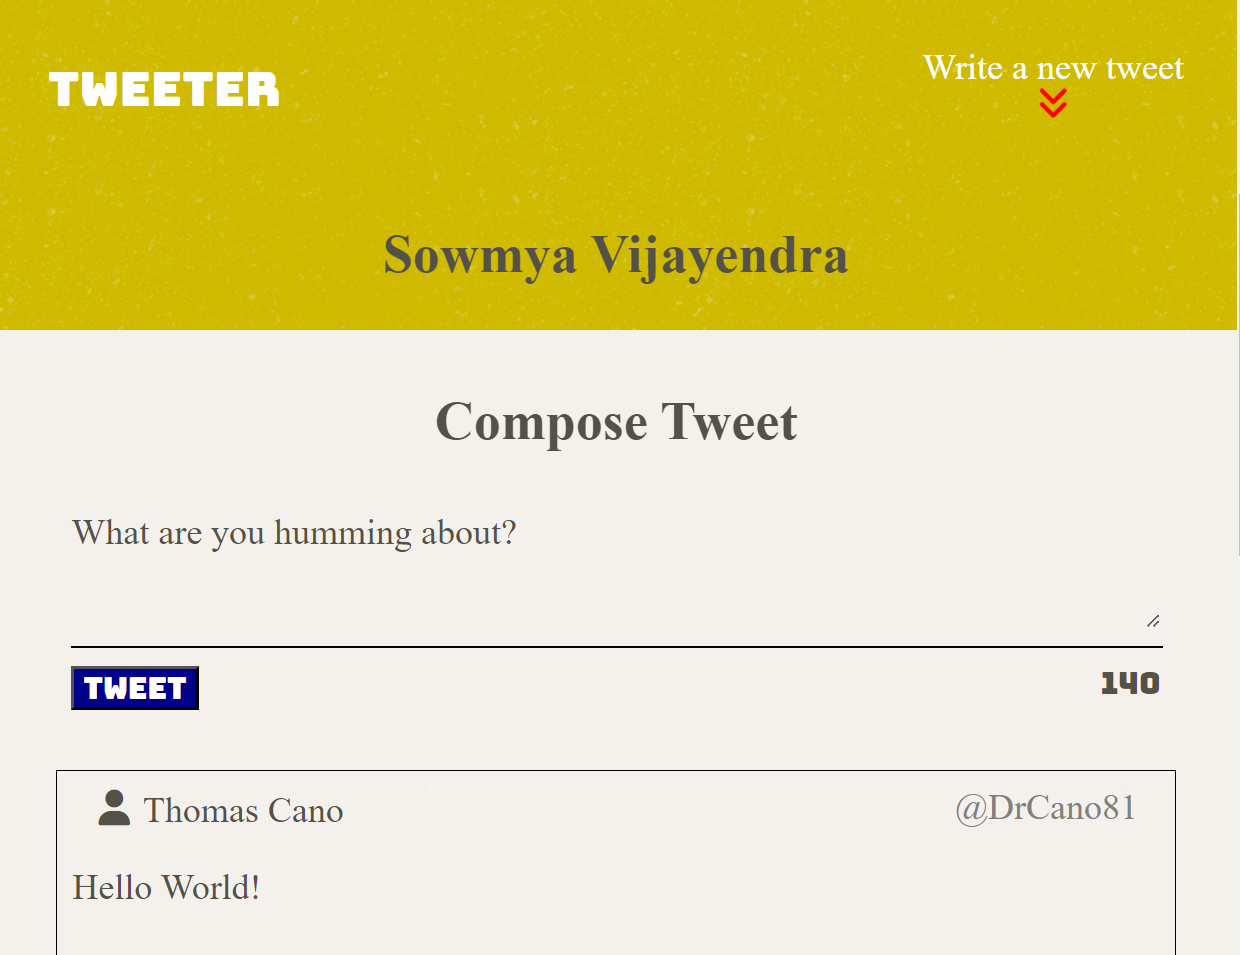 TWEETER
Write a new tweet
Sowmya Vijayendra
Compose Tweet
What are you humming about?
TWEET
140
Thomas Cano
@DrCano81
Hello World!